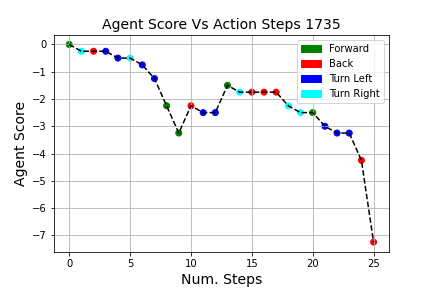 Agent Score Vs Action Steps 1735
Forward
Back
Turn Left
Turn Right
Agent Score
0
−1
−2
−3
−4
−5
−6
−7
0 5 10 15 20 25
Num. Steps